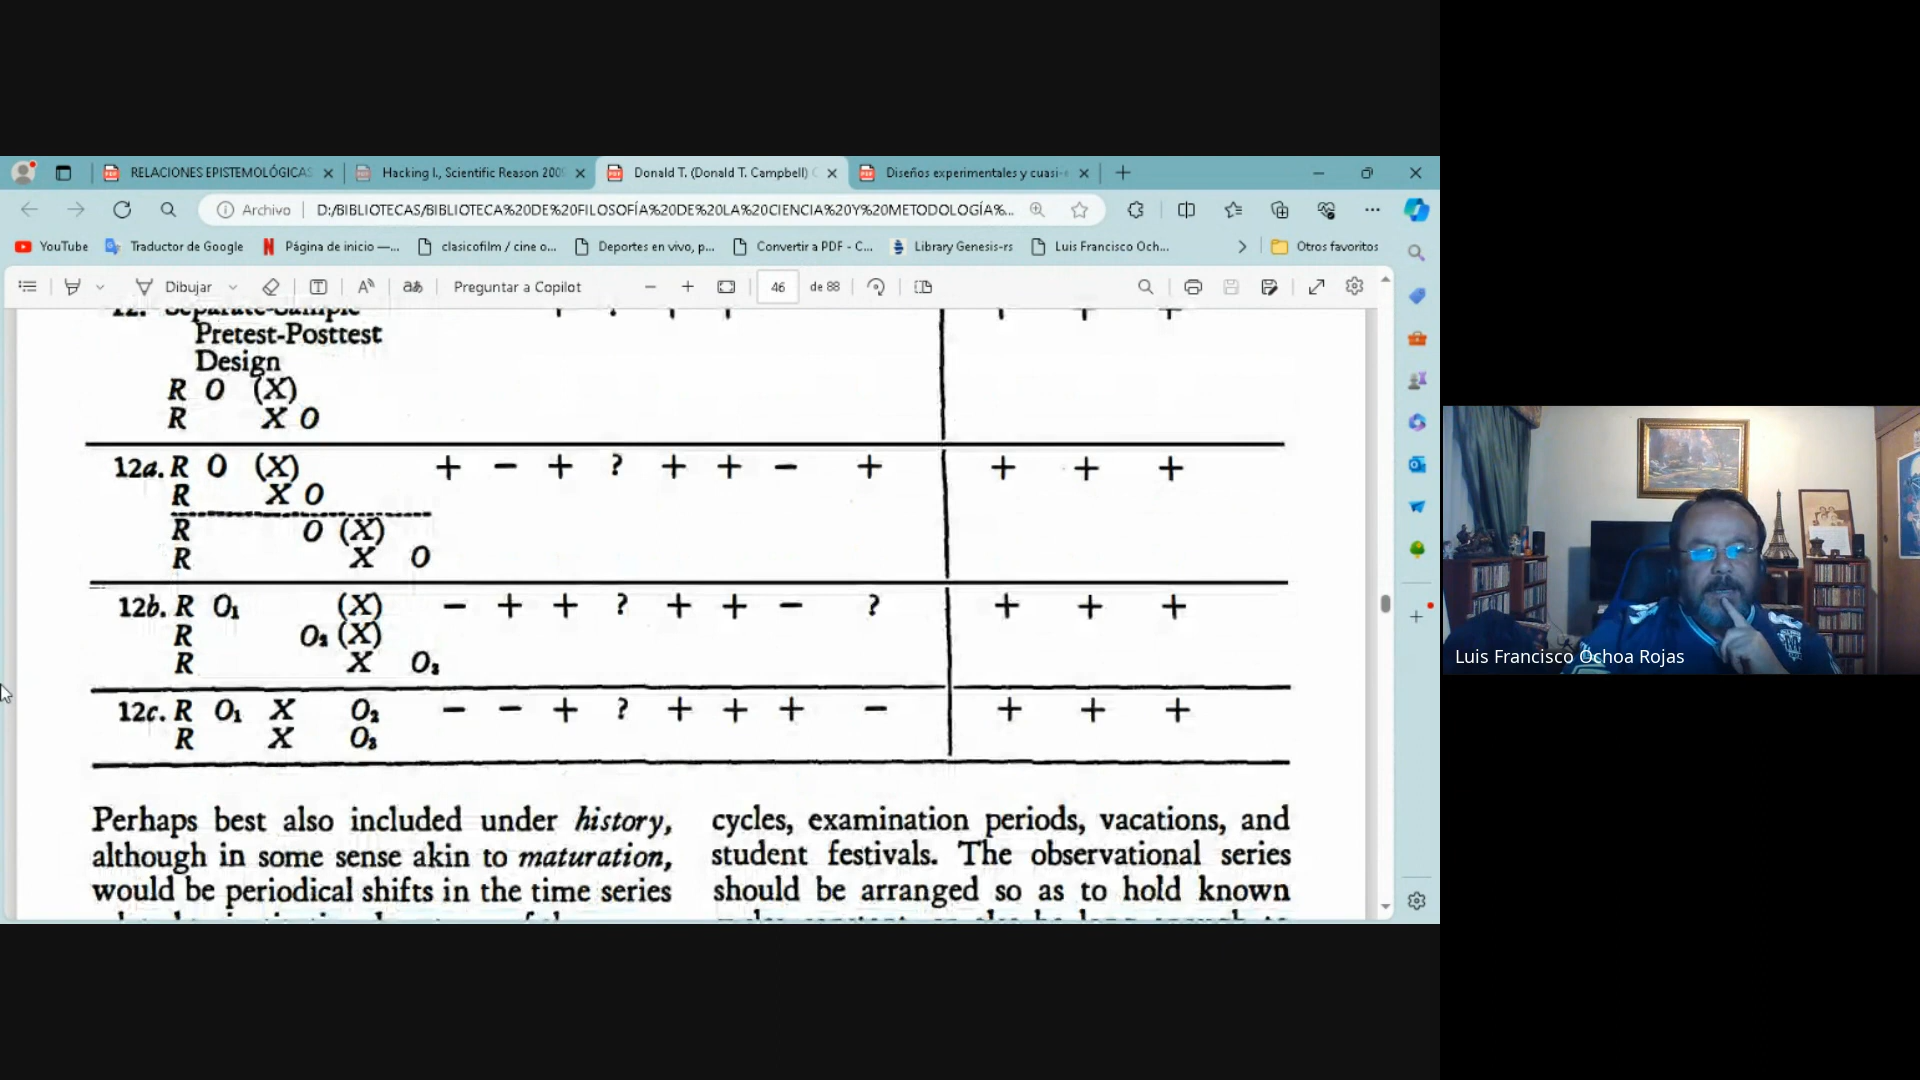 RELACIONES EPISTEMOLÓGICAS
Hacking I., Scientific Reason 200
Donald T. (Donald T. Campbell)
Diseños experimentales y cuasi-
Archivo
D:/BIBLIOTECAS/BIBLIOTECA%20DE%20FILOSOFÍA%20DE%20LA%20CIENCIA%20Y%20METODOLOGÍA%...
YouTube
Traductor de Google
Página de inicio —...
clasicofilm / cine o...
Deportes en vivo, p...
Convertir a PDF - C...
Library Genesis-rs
Luis Francisco Och...
Otros favoritos
Dibujar
Preguntar a Copilot
46
de 88
12. Separate-Sample
Pretest-Posttest
Design
R O (X)
R X O
12a. R O (X) + − + ? + + − + + + +
R X O
R O (X)
R X O
12b. R O₁ (X) − + + ? + + − ? + + +
R O₂ (X)
R X O₃
12c. R O₁ X O₂ − − + ? + + + − + + +
R X O₃
Perhaps best also included under history,
although in some sense akin to maturation,
would be periodical shifts in the time series
cycles, examination periods, vacations, and
student festivals. The observational series
should be arranged so as to hold known
Luis Francisco Ochoa Rojas